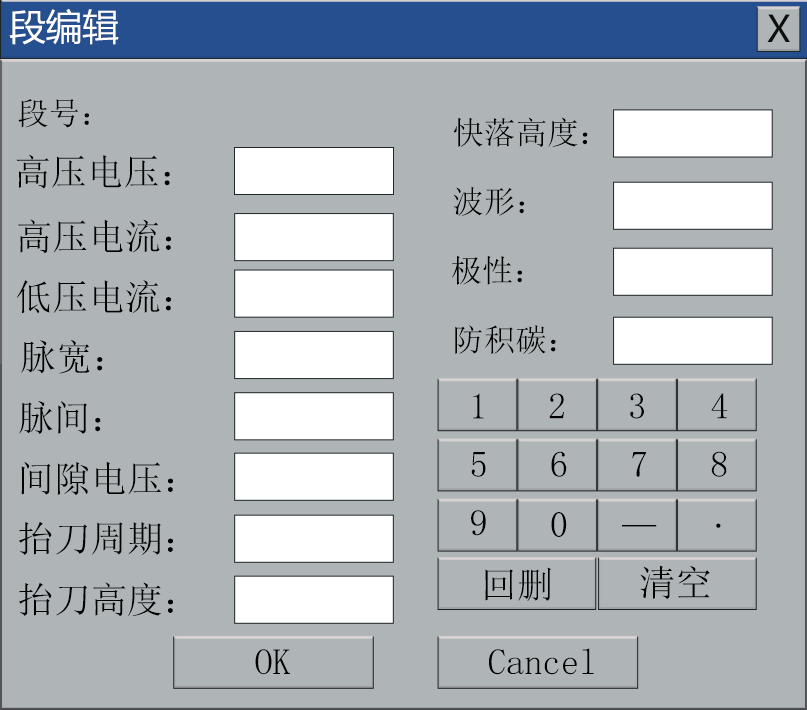 段编辑
X
段号：
高压电压：
高压电流：
低压电流：
脉宽：
脉间：
间隙电压：
抬刀周期：
抬刀高度：
快落高度：
波形：
极性：
防积碳：
1 2 3 4
5 6 7 8
9 0 — ·
回删 清空
OK Cancel